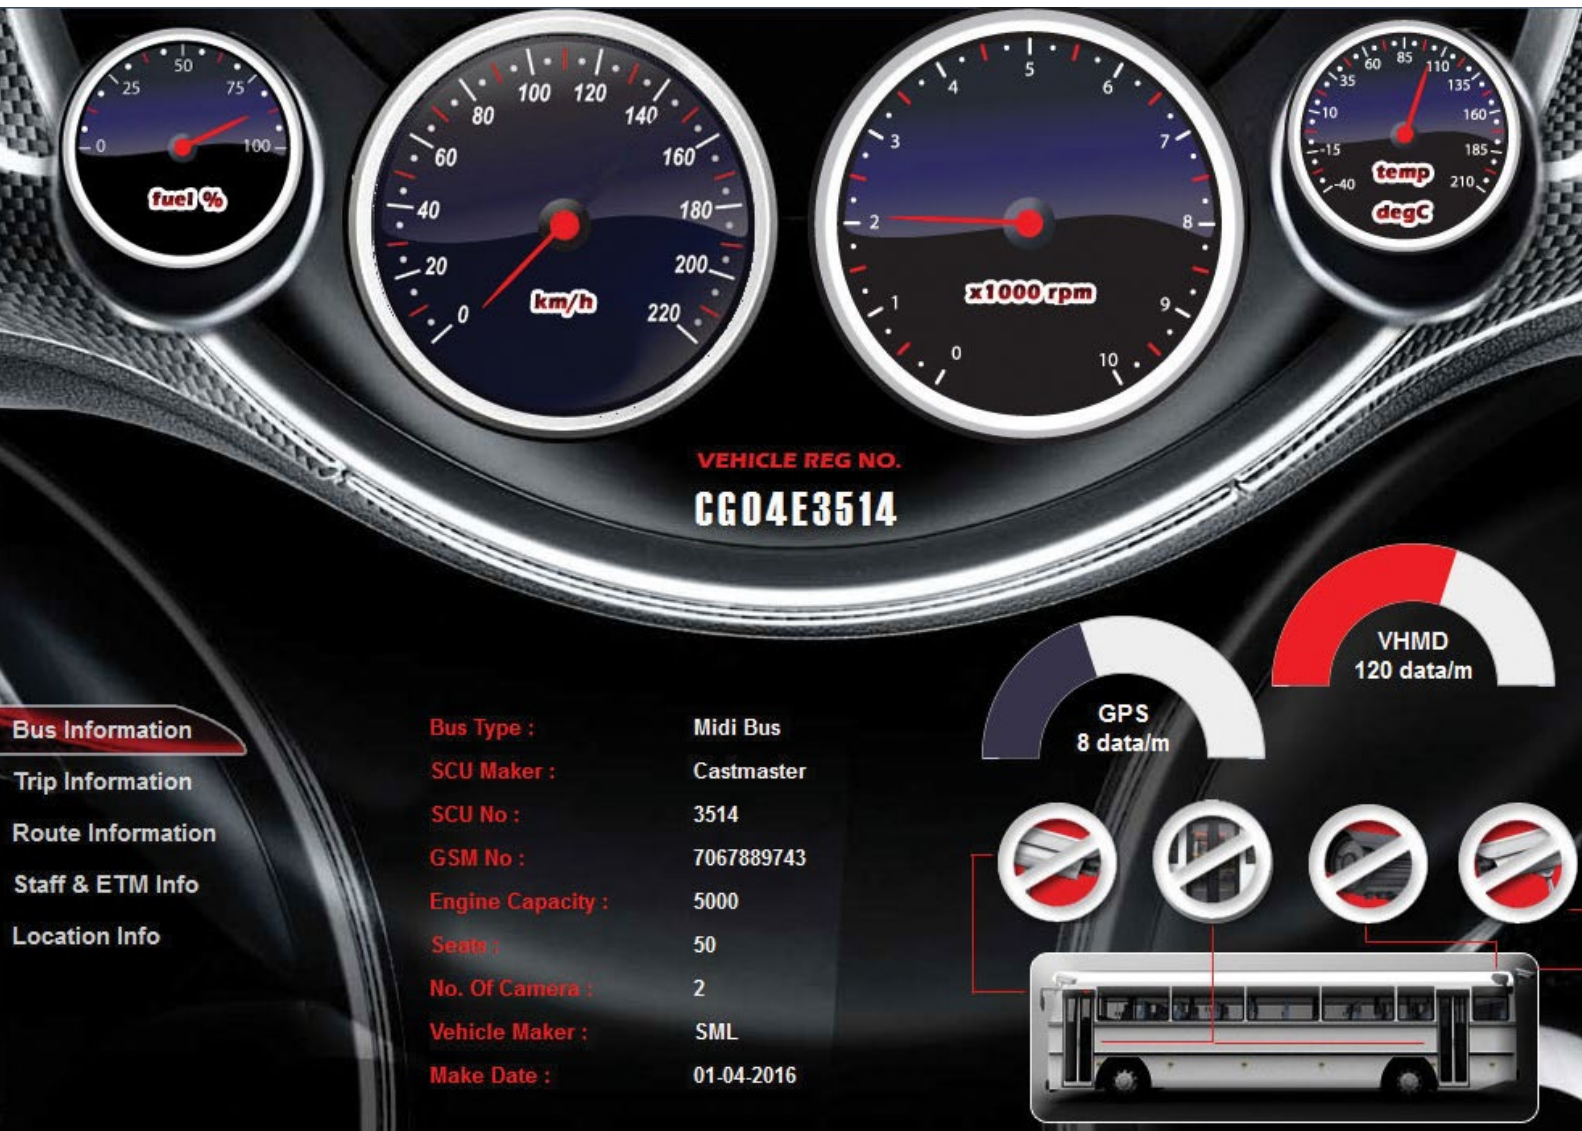 0
25
50
75
100
fuel %
0
20
40
60
80
100
120
140
160
180
200
220
km/h
0
1
2
3
4
5
6
7
8
9
10
x1000 rpm
-40
-15
10
35
60
85
110
135
160
185
210
temp
degC
VEHICLE REG NO.
CG04E3514
VHMD
120 data/m
GPS
8 data/m
Bus Information
Trip Information
Route Information
Staff & ETM Info
Location Info
Bus Type : Midi Bus
SCU Maker : Castmaster
SCU No : 3514
GSM No : 7067889743
Engine Capacity : 5000
Seats : 50
No. Of Camera : 2
Vehicle Maker : SML
Make Date : 01-04-2016